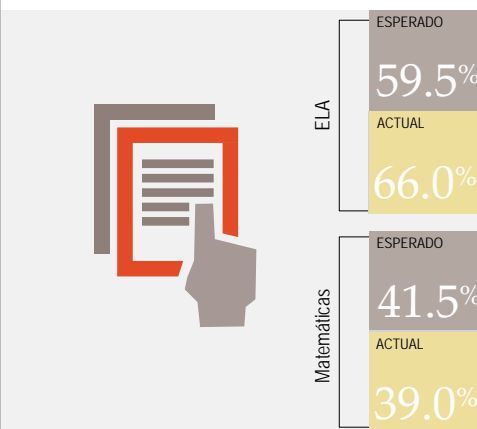 ELA
ESPERADO
59.5%
ACTUAL
66.0%
Matemáticas
ESPERADO
41.5%
ACTUAL
39.0%